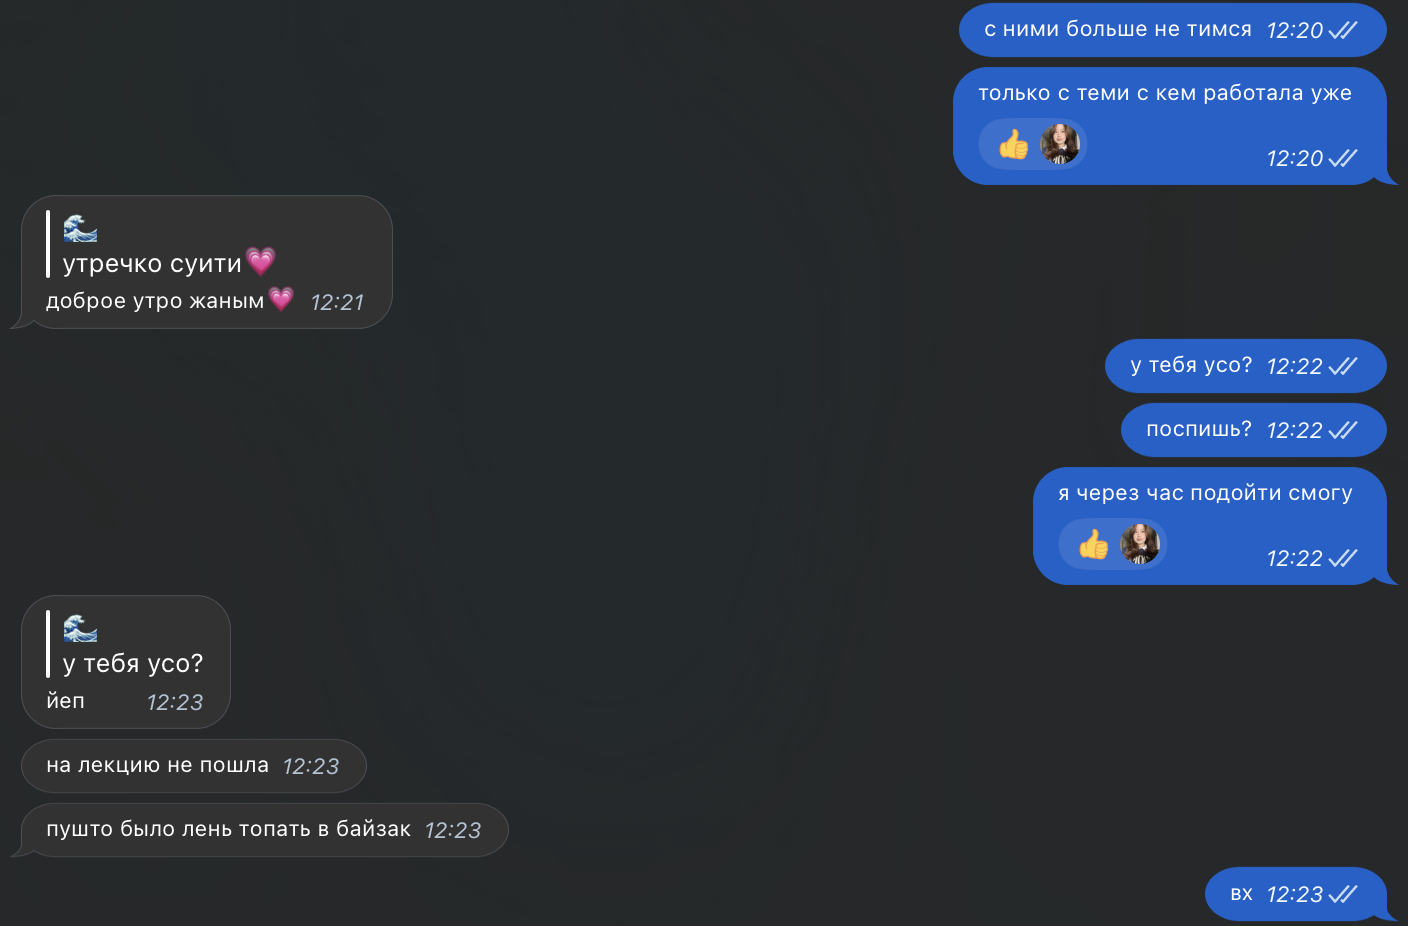 с ними больше не тимся 12:20
только с теми с кем работала уже
👍 12:20
🌊
утречко суити💗
доброе утро жаным💗 12:21
у тебя усо? 12:22
поспишь? 12:22
я через час подойти смогу
👍 12:22
🌊
у тебя усо?
йеп 12:23
на лекцию не пошла 12:23
пушто было лень топать в байзак 12:23
вх 12:23